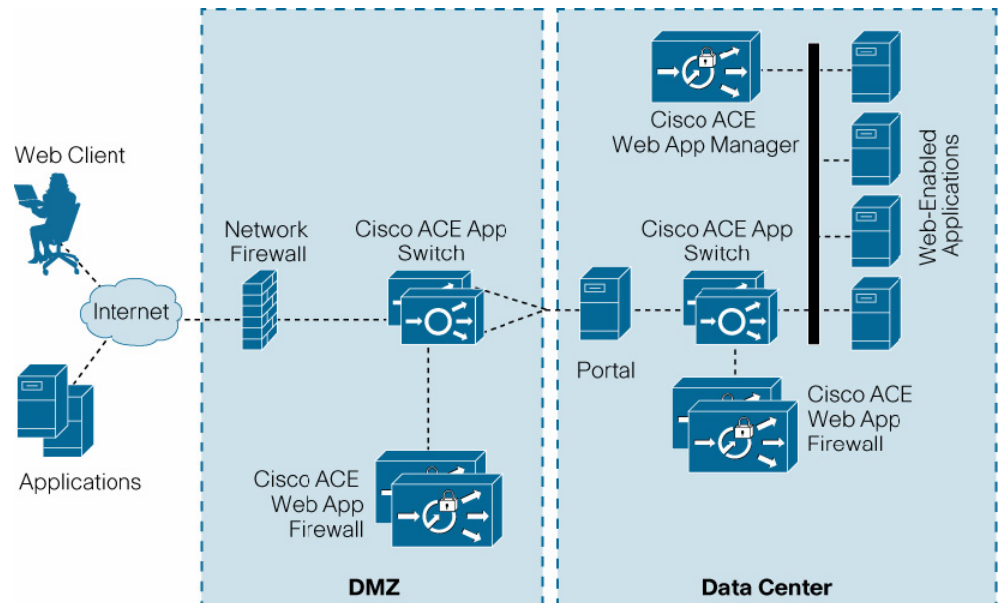 Web Client
Internet
Applications
Network
Firewall
Cisco ACE App
Switch
Cisco ACE
Web App
Firewall
DMZ
Cisco ACE
Web App Manager
Web-Enabled
Applications
Cisco ACE App
Switch
Portal
Cisco ACE
Web App
Firewall
Data Center